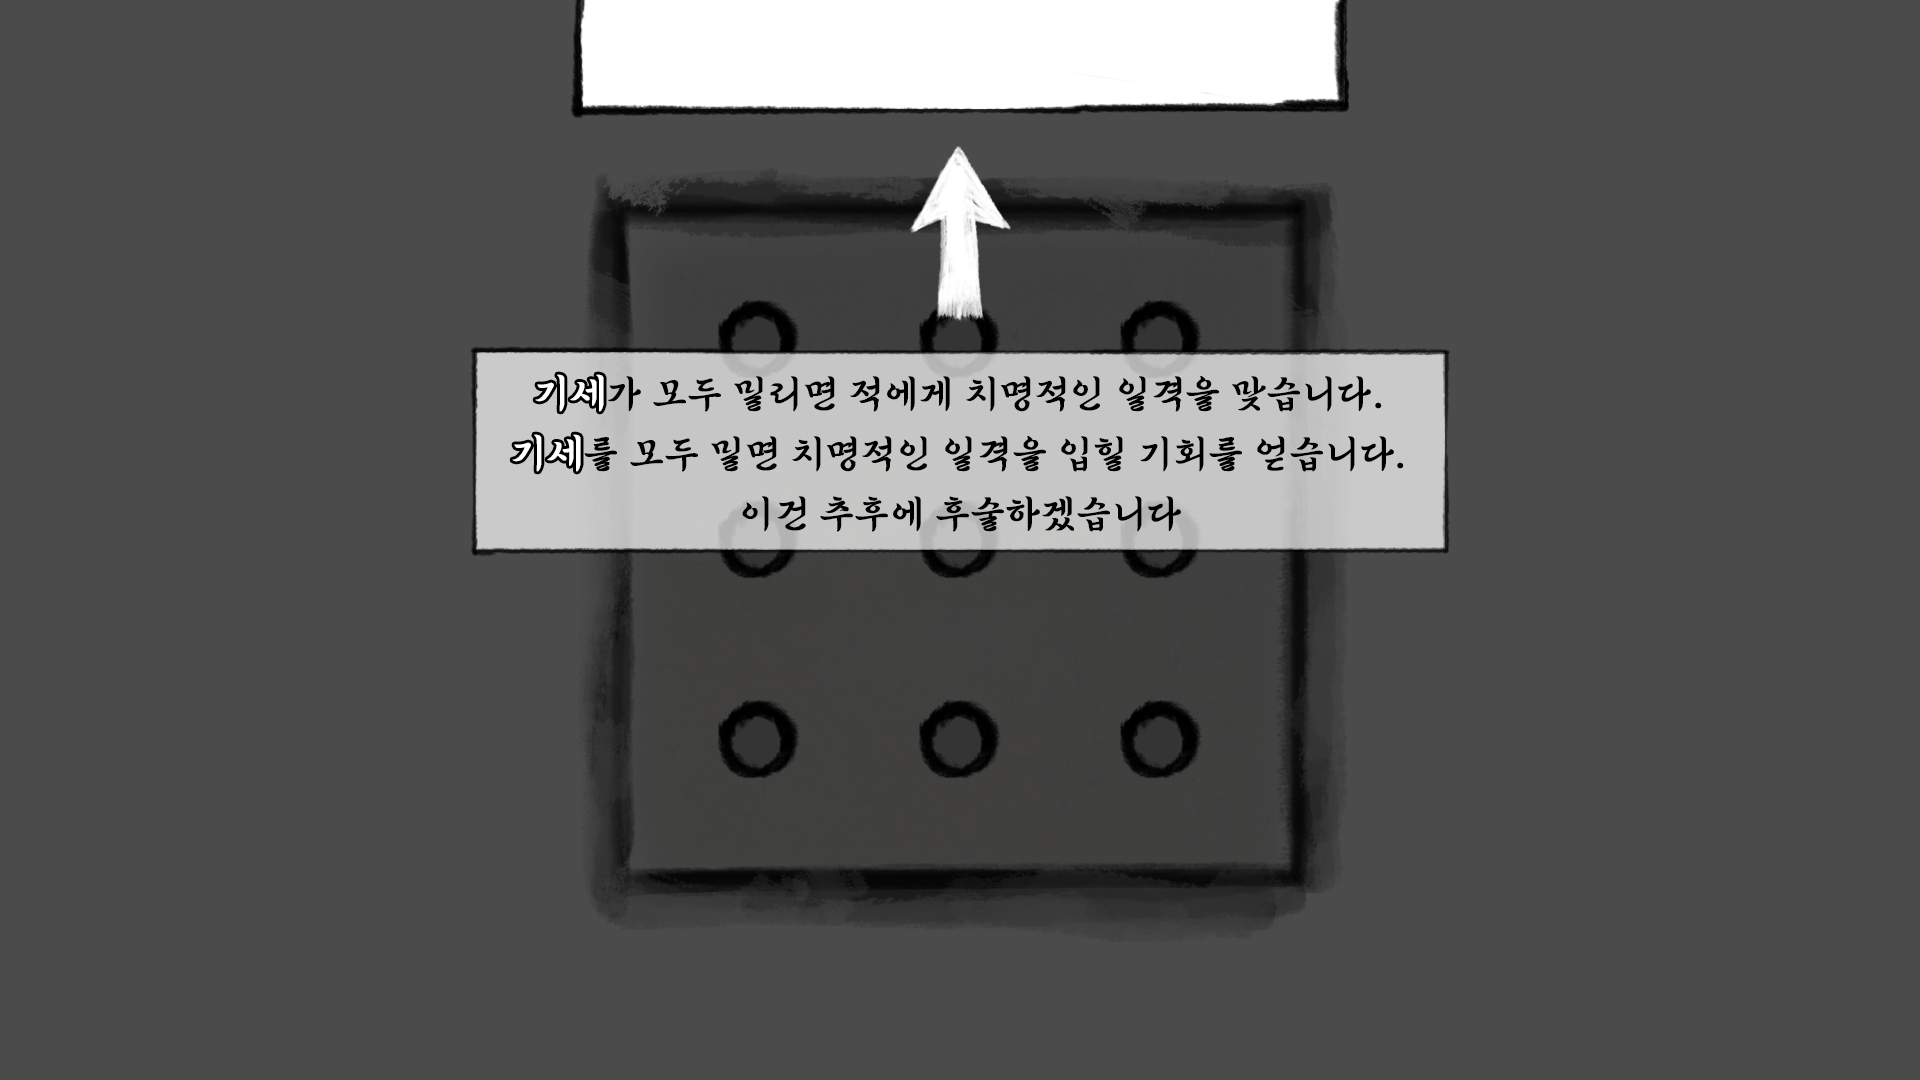 기세가 모두 밀리면 적에게 치명적인 일격을 맞습니다.
기세를 모두 밀면 치명적인 일격을 입힐 기회를 얻습니다.
이건 추후에 후술하겠습니다